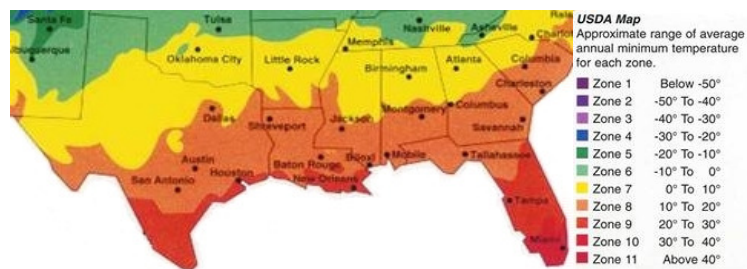 Santa Fe
Tulsa
Nashville
Asheville
Albuquerque
Oklahoma City
Memphis
Little Rock
Birmingham
Atlanta
Columbia
Charleston
Dallas
Shreveport
Jackson
Montgomery
Columbus
Savannah
Austin
San Antonio
Houston
Baton Rouge
New Orleans
Biloxi
Mobile
Tallahassee
Tampa
Miami
USDA Map
Approximate range of average
annual minimum temperature
for each zone.
Zone 1 Below -50°
Zone 2 -50° To -40°
Zone 3 -40° To -30°
Zone 4 -30° To -20°
Zone 5 -20° To -10°
Zone 6 -10° To 0°
Zone 7 0° To 10°
Zone 8 10° To 20°
Zone 9 20° To 30°
Zone 10 30° To 40°
Zone 11 Above 40°